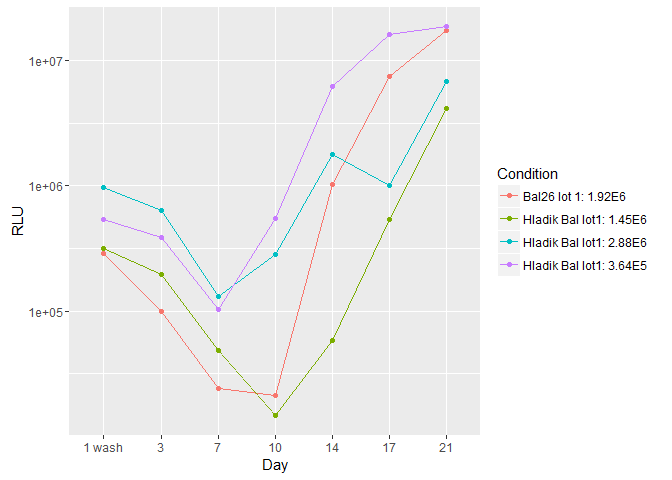 1e+07
1e+06
1e+05
RLU
1 wash 3 7 10 14 17 21
Day
Condition
Bal26 lot 1: 1.92E6
Hladik Bal lot1: 1.45E6
Hladik Bal lot1: 2.88E6
Hladik Bal lot1: 3.64E5